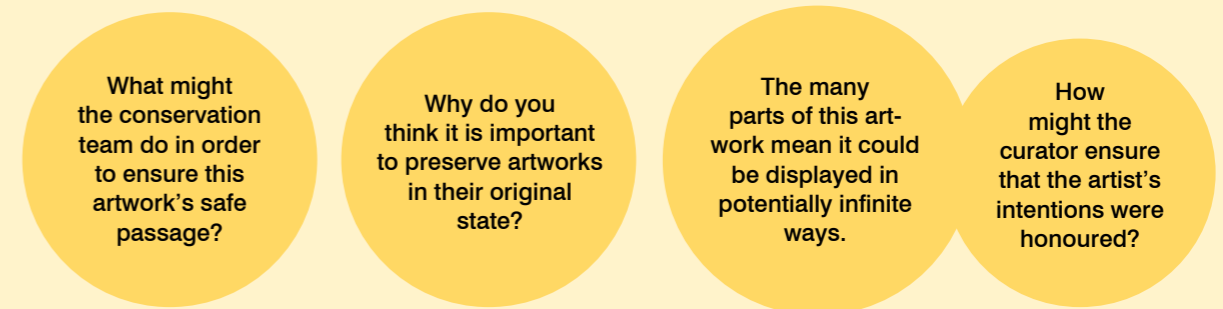 What might
the conservation
team do in order
to ensure this
artwork's safe
passage?
Why do you
think it is important
to preserve artworks
in their original
state?
The many
parts of this art-
work mean it could
be displayed in
potentially infinite
ways.
How
might the
curator ensure
that the artist's
intentions were
honoured?